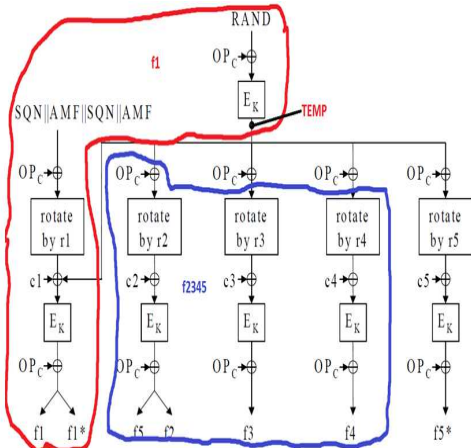 RAND
f1
OPC
EK
TEMP
SQN||AMF||SQN||AMF
OPC OPC OPC OPC OPC
rotate by r1
rotate by r2
rotate by r3
rotate by r4
rotate by r5
c1 c2 c3 c4 c5
f2345
EK EK EK EK EK
OPC OPC OPC OPC OPC
f1 f1* f5 f2 f3 f4 f5*